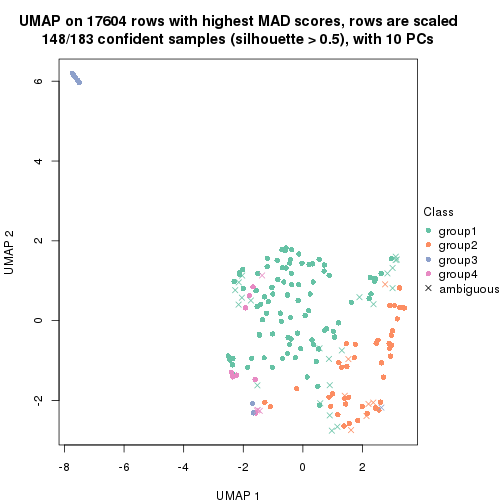 UMAP on 17604 rows with highest MAD scores, rows are scaled
148/183 confident samples (silhouette > 0.5), with 10 PCs
6
4
2
0
-2
UMAP 2
-8
-6
-4
-2
0
2
UMAP 1
Class
group1
group2
group3
group4
ambiguous